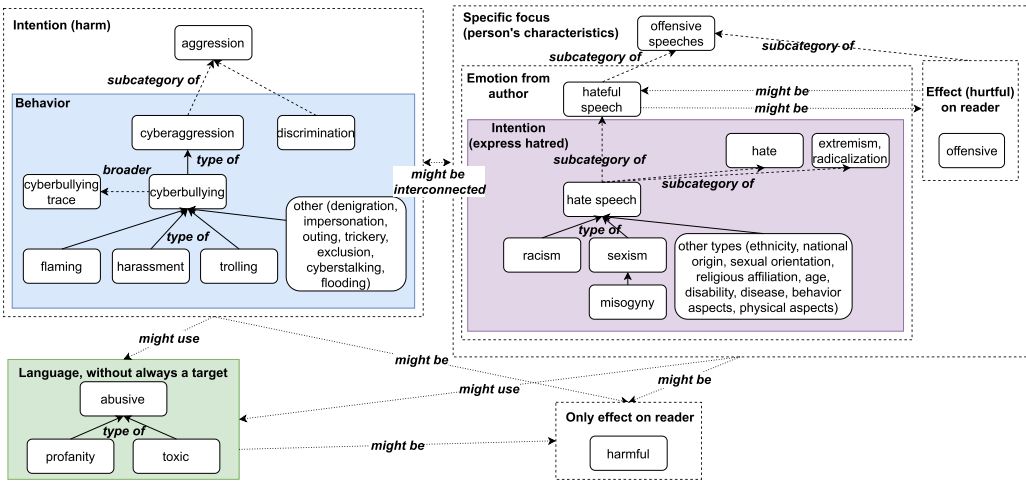 Intention (harm)
aggression
subcategory of
Behavior
cyberaggression
discrimination
type of
broader
cyberbullying
trace
cyberbullying
type of
flaming
harassment
trolling
other (denigration,
impersonation,
outing, trickery,
exclusion,
cyberstalking,
flooding)
might be
interconnected
Specific focus
(person's characteristics)
offensive
speeches
subcategory of
subcategory of
Emotion from
author
hateful
speech
might be
might be
Effect (hurtful)
on reader
offensive
Intention
(express hatred)
subcategory of
hate
extremism,
radicalization
subcategory of
hate speech
type of
racism
sexism
misogyny
other types (ethnicity, national
origin, sexual orientation,
religious affiliation, age,
disability, disease, behavior
aspects, physical aspects)
might use
might be
might be
might use
Language, without always a target
abusive
type of
profanity
toxic
might be
Only effect on reader
harmful